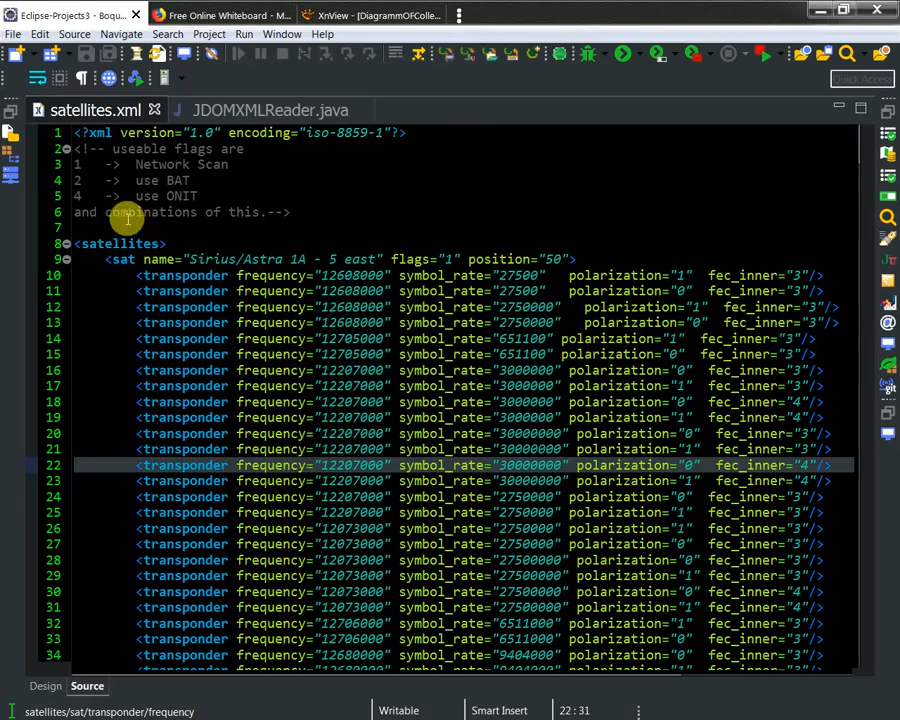 Eclipse-Projects3 - Boqu... Free Online Whiteboard - M... XnView - [DiagrammOFColle...
File Edit Source Navigate Search Project Run Window Help
Quick Access
satellites.xml JDOMXMLReader.java
1 <?xml version="1.0" encoding="iso-8859-1"?>
2 <!-- useable flags are
3 1 -> Network Scan
4 2 -> use BAT
5 4 -> use ONIT
6 and combinations of this.-->
7
8 <satellites>
9 <sat name="Sirius/Astra 1A - 5 east" flags="1" position="50">
10 <transponder frequency="12608000" symbol_rate="27500" polarization="1" fec_inner="3"/>
11 <transponder frequency="12608000" symbol_rate="27500" polarization="0" fec_inner="3"/>
12 <transponder frequency="12608000" symbol_rate="2750000" polarization="1" fec_inner="3"/>
13 <transponder frequency="12608000" symbol_rate="2750000" polarization="0" fec_inner="3"/>
14 <transponder frequency="12705000" symbol_rate="651100" polarization="1" fec_inner="3"/>
15 <transponder frequency="12705000" symbol_rate="651100" polarization="0" fec_inner="3"/>
16 <transponder frequency="12207000" symbol_rate="3000000" polarization="0" fec_inner="3"/>
17 <transponder frequency="12207000" symbol_rate="3000000" polarization="1" fec_inner="3"/>
18 <transponder frequency="12207000" symbol_rate="3000000" polarization="0" fec_inner="4"/>
19 <transponder frequency="12207000" symbol_rate="3000000" polarization="1" fec_inner="4"/>
20 <transponder frequency="12207000" symbol_rate="30000000" polarization="0" fec_inner="3"/>
21 <transponder frequency="12207000" symbol_rate="30000000" polarization="1" fec_inner="3"/>
22 <transponder frequency="12207000" symbol_rate="30000000" polarization="0" fec_inner="4"/>
23 <transponder frequency="12207000" symbol_rate="30000000" polarization="1" fec_inner="4"/>
24 <transponder frequency="12207000" symbol_rate="2750000" polarization="0" fec_inner="3"/>
25 <transponder frequency="12207000" symbol_rate="2750000" polarization="1" fec_inner="3"/>
26 <transponder frequency="12073000" symbol_rate="2750000" polarization="1" fec_inner="3"/>
27 <transponder frequency="12073000" symbol_rate="2750000" polarization="0" fec_inner="3"/>
28 <transponder frequency="12073000" symbol_rate="27500000" polarization="0" fec_inner="3"/>
29 <transponder frequency="12073000" symbol_rate="27500000" polarization="1" fec_inner="3"/>
30 <transponder frequency="12073000" symbol_rate="27500000" polarization="0" fec_inner="4"/>
31 <transponder frequency="12073000" symbol_rate="27500000" polarization="1" fec_inner="4"/>
32 <transponder frequency="12706000" symbol_rate="6511000" polarization="1" fec_inner="3"/>
33 <transponder frequency="12706000" symbol_rate="6511000" polarization="0" fec_inner="3"/>
34 <transponder frequency="12680000" symbol_rate="9404000" polarization="0" fec_inner="3"/>
Design Source
satellites/sat/transponder/frequency Writable Smart Insert 22 : 31